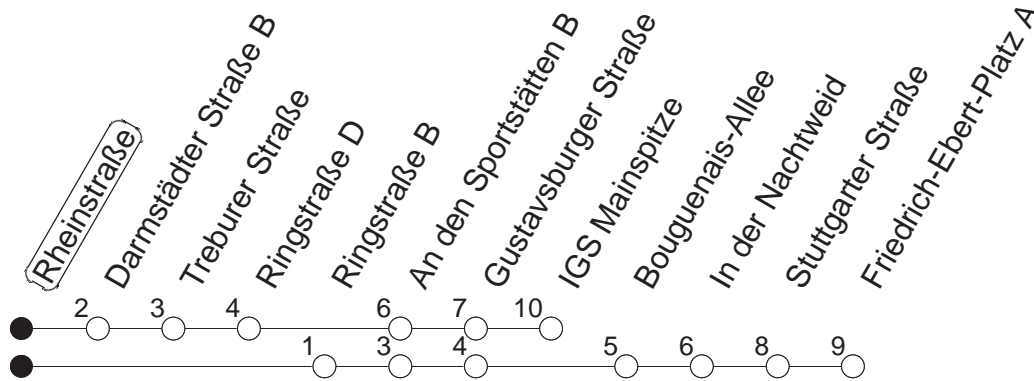 Rheinstraße
Darmstädter Straße B
Treburer Straße
Ringstraße D
Ringstraße B
An den Sportstätten B
Gustavsburger Straße
IGS Mainspitze
Bouguenais-Allee
In der Nachtweid
Stuttgarter Straße
Friedrich-Ebert-Platz A
2 3 4 6 7 10
1 3 4 5 6 8 9